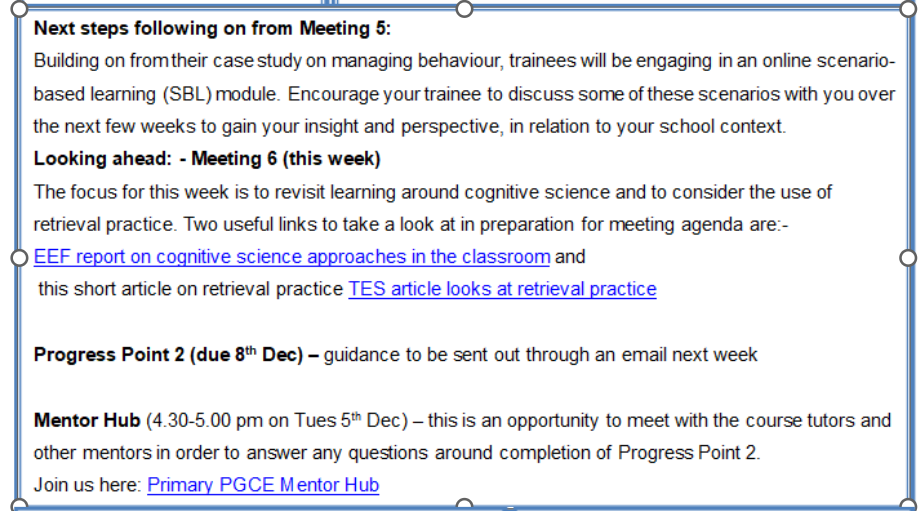 Next steps following on from Meeting 5:
Building on from their case study on managing behaviour, trainees will be engaging in an online scenario-
based learning (SBL) module. Encourage your trainee to discuss some of these scenarios with you over
the next few weeks to gain your insight and perspective, in relation to your school context.
Looking ahead: - Meeting 6 (this week)
The focus for this week is to revisit learning around cognitive science and to consider the use of
retrieval practice. Two useful links to take a look at in preparation for meeting agenda are:-
EEF report on cognitive science approaches in the classroom and
this short article on retrieval practice TES article looks at retrieval practice
Progress Point 2 (due 8th Dec) – guidance to be sent out through an email next week
Mentor Hub (4.30-5.00 pm on Tues 5th Dec) – this is an opportunity to meet with the course tutors and
other mentors in order to answer any questions around completion of Progress Point 2.
Join us here: Primary PGCE Mentor Hub